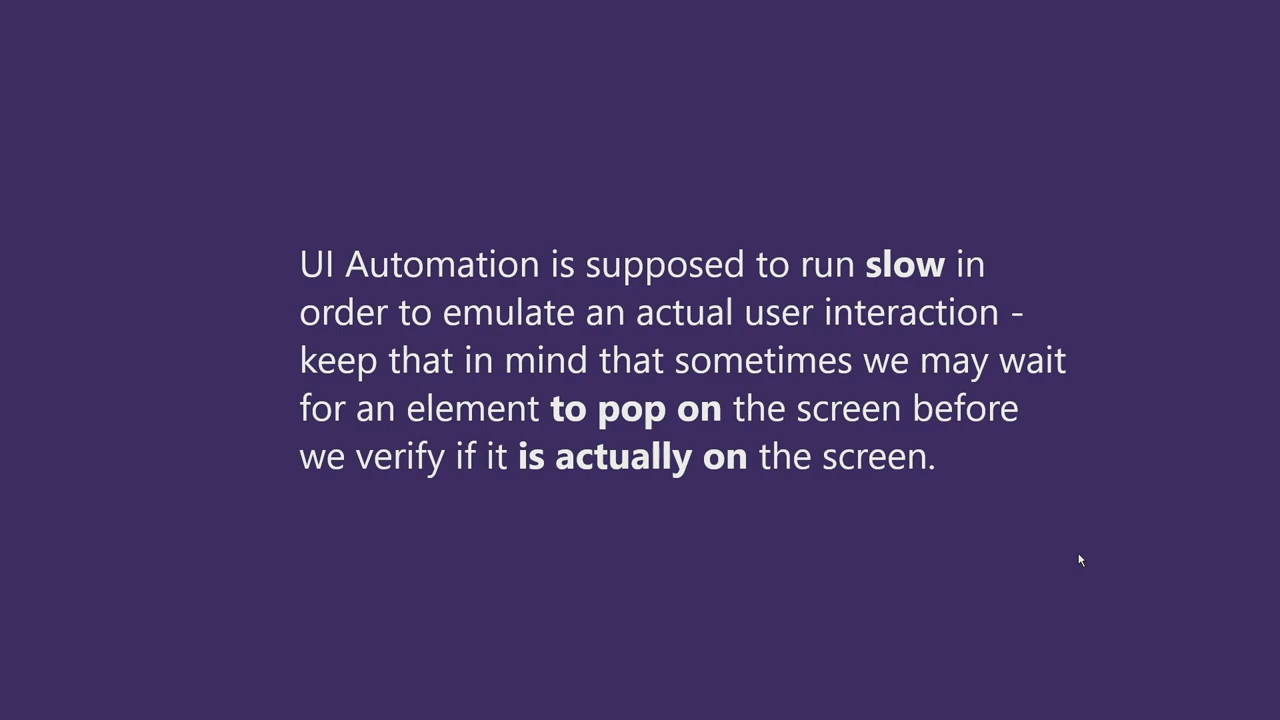 UI Automation is supposed to run slow in
order to emulate an actual user interaction -
keep that in mind that sometimes we may wait
for an element to pop on the screen before
we verify if it is actually on the screen.